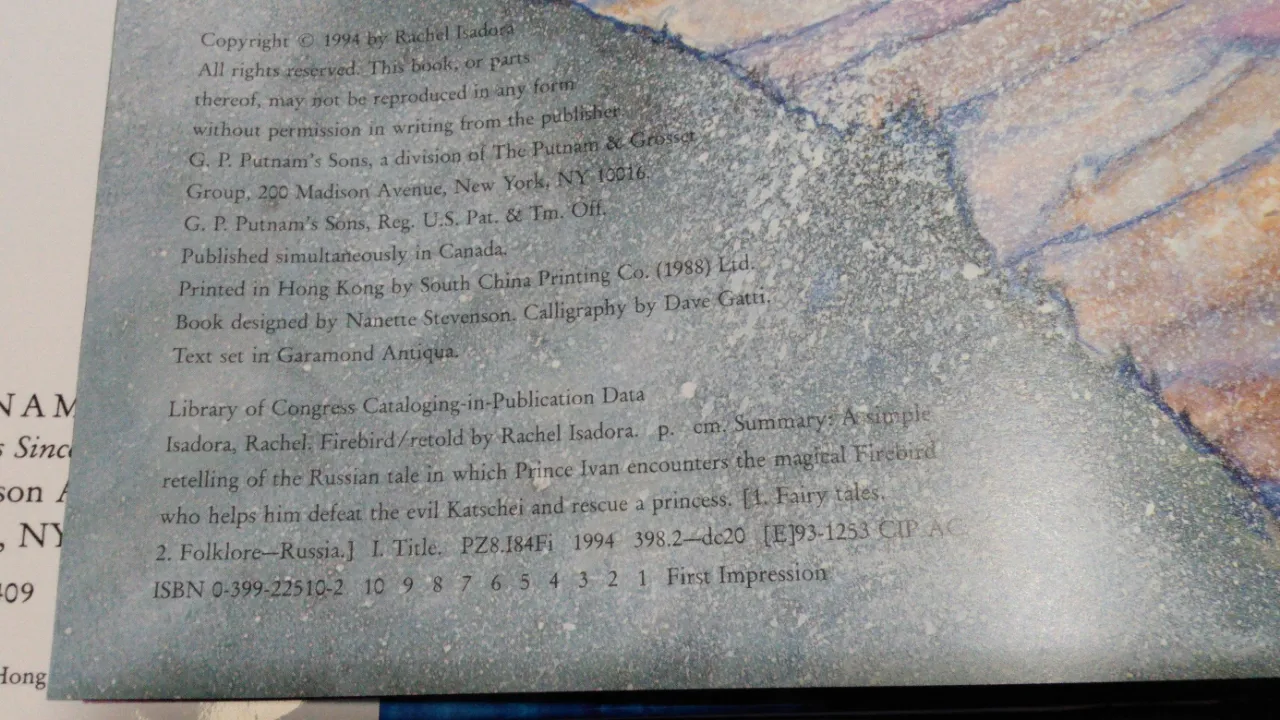 Copyright © 1994 by Rachel Isadora
All rights reserved. This book, or parts
thereof, may not be reproduced in any form
without permission in writing from the publisher.
G. P. Putnam's Sons, a division of The Putnam & Grosset
Group, 200 Madison Avenue, New York, NY 10016.
G. P. Putnam's Sons, Reg. U.S. Pat. & Tm. Off.
Published simultaneously in Canada.
Printed in Hong Kong by South China Printing Co. (1988) Ltd.
Book designed by Nanette Stevenson. Calligraphy by Dave Gatti.
Text set in Garamond Antiqua.
Library of Congress Cataloging-in-Publication Data
Isadora, Rachel. Firebird/retold by Rachel Isadora. p. cm. Summary: A simple
retelling of the Russian tale in which Prince Ivan encounters the magical Firebird
who helps him defeat the evil Katschei and rescue a princess. [1. Fairy tales.
2. Folklore—Russia.] I. Title. PZ8.I84Fi 1994 398.2—dc20 [E]93-1253 CIP AC
ISBN 0-399-22510-2 10 9 8 7 6 5 4 3 2 1 First Impression
NAM
s Since
son A
, NY
409
Hong